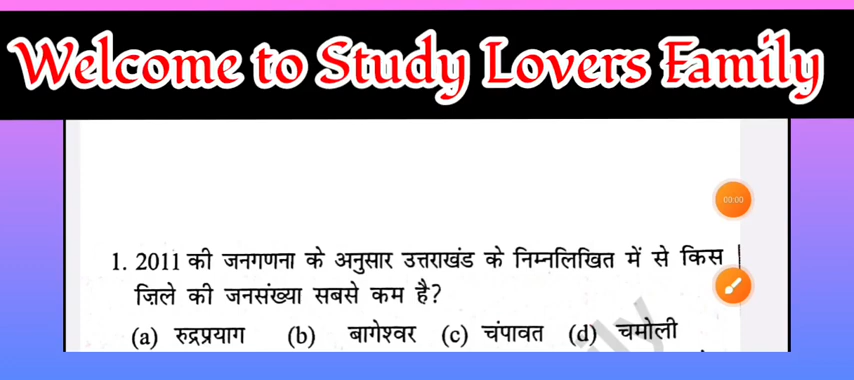 Welcome to Study Lovers Family
00:00
1. 2011 की जनगणना के अनुसार उत्तराखंड के निम्नलिखित में से किस
ज़िले की जनसंख्या सबसे कम है?
(a) रुद्रप्रयाग (b) बागेश्वर (c) चंपावत (d) चमोली